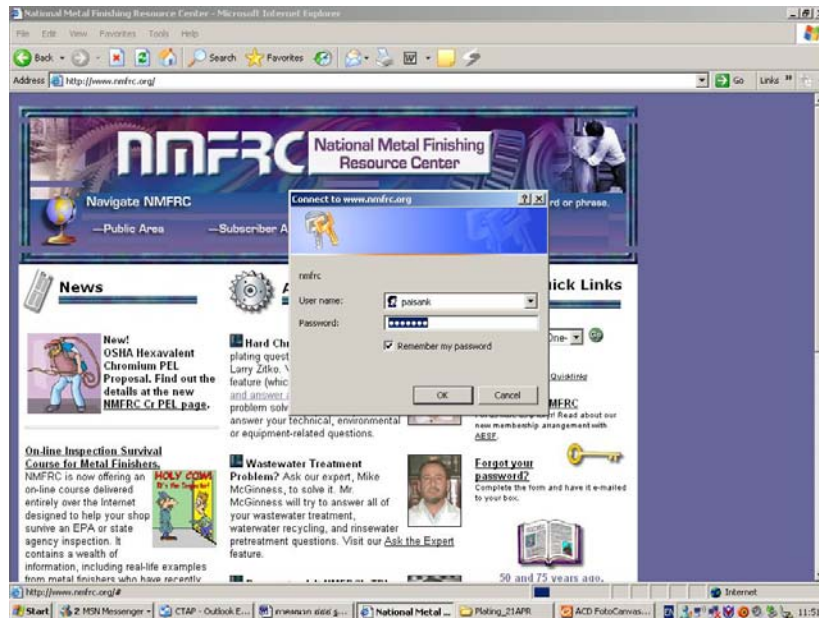 National Metal Finishing Resource Center - Microsoft Internet Explorer
File Edit View Favorites Tools Help
Back Search Favorites
Address http://www.nmfrc.org/ Go Links »
NMFRC National Metal Finishing Resource Center
Navigate NMFRC
—Public Area —Subscriber A
rd or phrase.
Connect to www.nmfrc.org
nmfrc
User name: paisank
Password:
Remember my password
OK Cancel
News
New!
OSHA Hexavalent
Chromium PEL
Proposal. Find out the
details at the new
NMFRC Cr PEL page.
On-line Inspection Survival
Course for Metal Finishers.
NMFRC is now offering an
on-line course delivered
entirely over the Internet
designed to help your shop
survive an EPA or state
agency inspection. It
contains a wealth of
information, including real-life examples
from metal finishers who have recently
HOLY COW!
It's the Inspector!
Hard Chr
plating quest
Larry Zitko. V
feature (whic
and answer a
problem solv
answer your technical, environmental
or equipment-related questions.
Wastewater Treatment
Problem? Ask our expert, Mike
McGinness, to solve it. Mr.
McGinness will try to answer all of
your wastewater treatment,
waterwater recycling, and rinsewater
pretreatment questions. Visit our Ask the Expert
feature.
ick Links
One-
Quicklinks
MFRC
Read about our
new membership arrangement with
AESF.
Forgot your
password?
Complete the form and have it e-mailed
to your box.
50 and 75 years ago.
http://www.nmfrc.org/# Internet
Start 2 MSN Messenger CTAP - Outlook E... National Metal ... Plating_21APR ACD FotoCanvas... EN